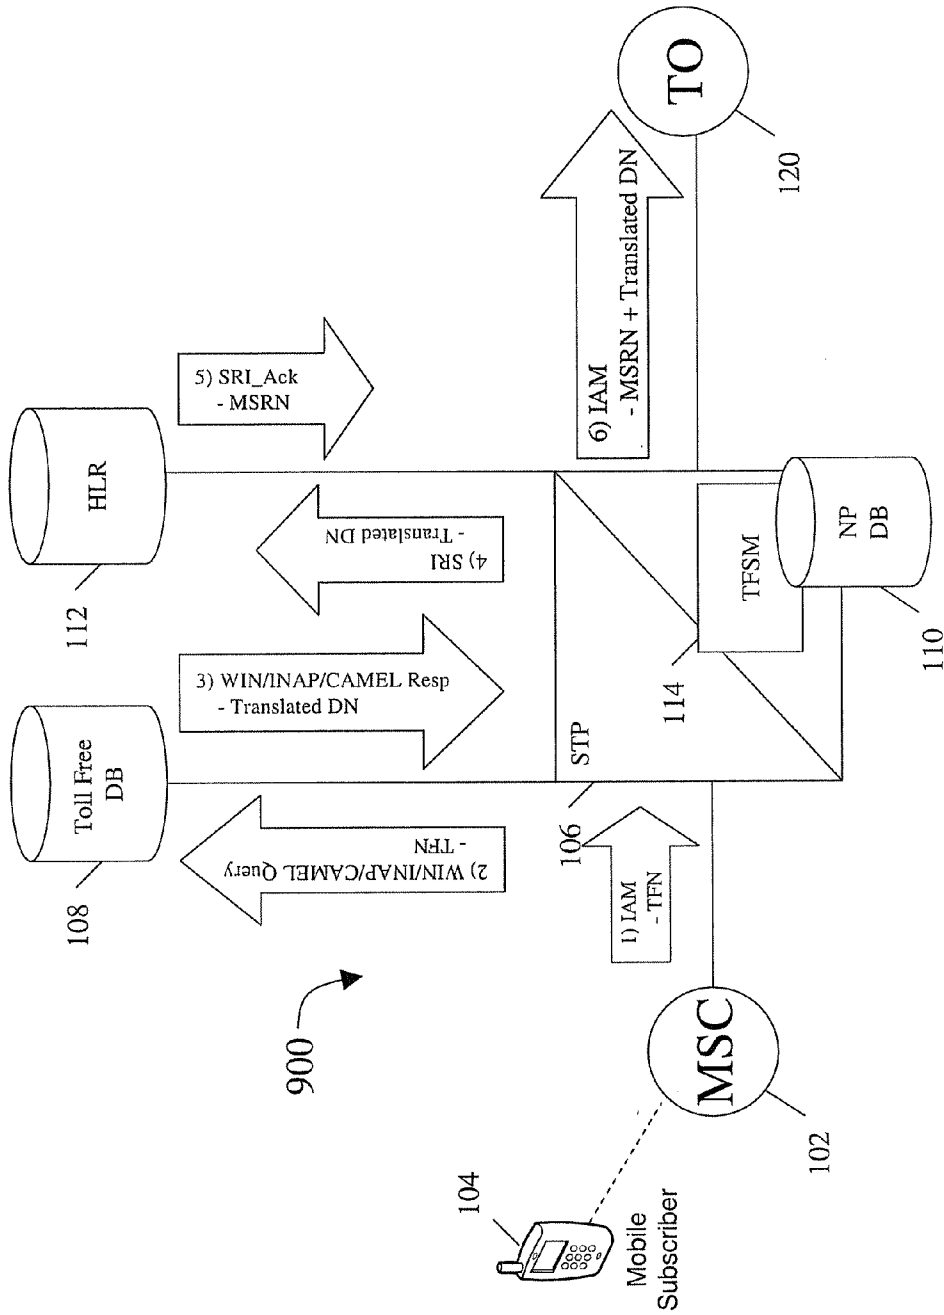 Toll Free
DB
108
HLR
112
2) WIN/INAP/CAMEL Query
- TFN
3) WIN/INAP/CAMEL Resp
- Translated DN
4) SRI
- Translated
DN
5) SRI_Ack
- MSRN
900
106
STP
114
TFSM
NP
DB
110
1) IAM
- TFN
6) IAM
- MSRN + Translated DN
MSC
102
TO
120
104
Mobile
Subscriber